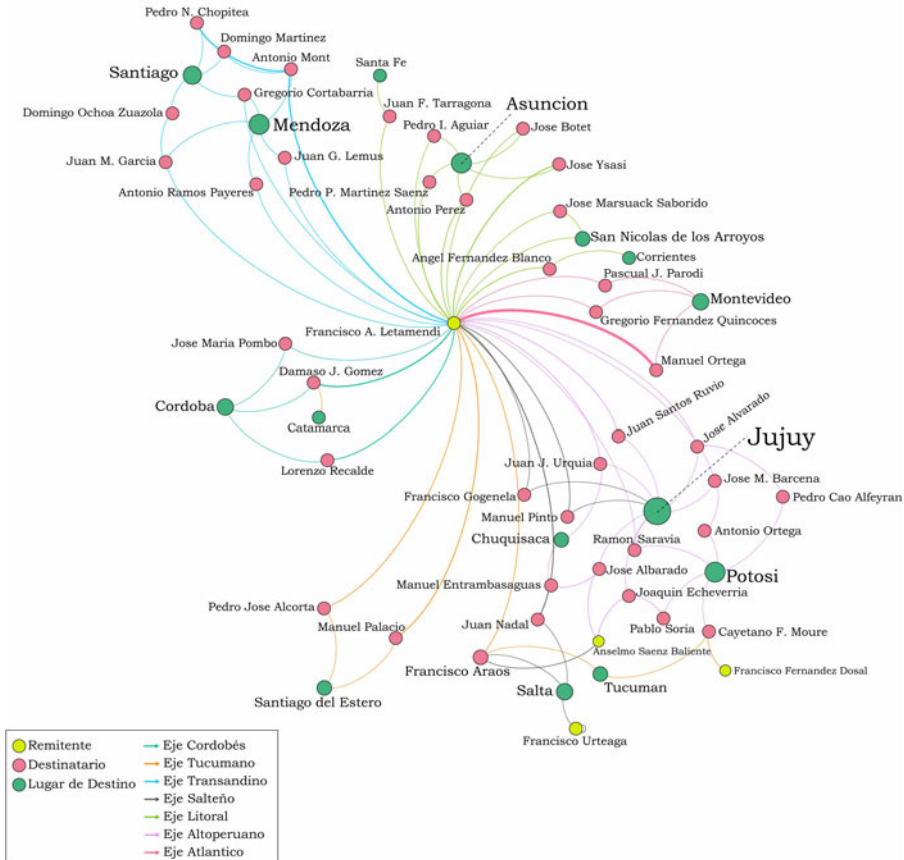 Pedro N. Chopitea
Domingo Martinez
Antonio Mont
Santiago
Santa Fe
Gregorio Cortabarria
Juan F. Tarragona
Asuncion
Domingo Ochoa Zuazola
Mendoza
Pedro I. Aguiar
Jose Botet
Juan M. Garcia
Juan G. Lemus
Jose Ysasi
Antonio Ramos Payeres
Pedro P. Martinez Saenz
Antonio Perez
Jose Marsuack Saborido
San Nicolas de los Arroyos
Angel Fernandez Blanco
Corrientes
Pascual J. Parodi
Montevideo
Francisco A. Letamendi
Gregorio Fernandez Quincoces
Jose Maria Pombo
Manuel Ortega
Damaso J. Gomez
Cordoba
Catamarca
Juan Santos Ruvio
Jose Alvarado
Jujuy
Lorenzo Recalde
Juan J. Urquia
Jose M. Barcena
Francisco Gogenela
Pedro Cao Alfeyran
Manuel Pinto
Antonio Ortega
Chuquisaca
Ramon Saravia
Jose Albarado
Potosi
Manuel Entrambasaguas
Joaquin Echeverria
Pedro Jose Alcorta
Manuel Palacio
Juan Nadal
Pablo Soria
Cayetano F. Moure
Anselmo Saenz Baliente
Francisco Araos
Francisco Fernandez Dosal
Santiago del Estero
Salta
Tucuman
Francisco Urteaga
Remitente
Destinatario
Lugar de Destino
Eje Cordobés
Eje Tucumano
Eje Transandino
Eje Salteño
Eje Litoral
Eje Altoperuano
Eje Atlantico